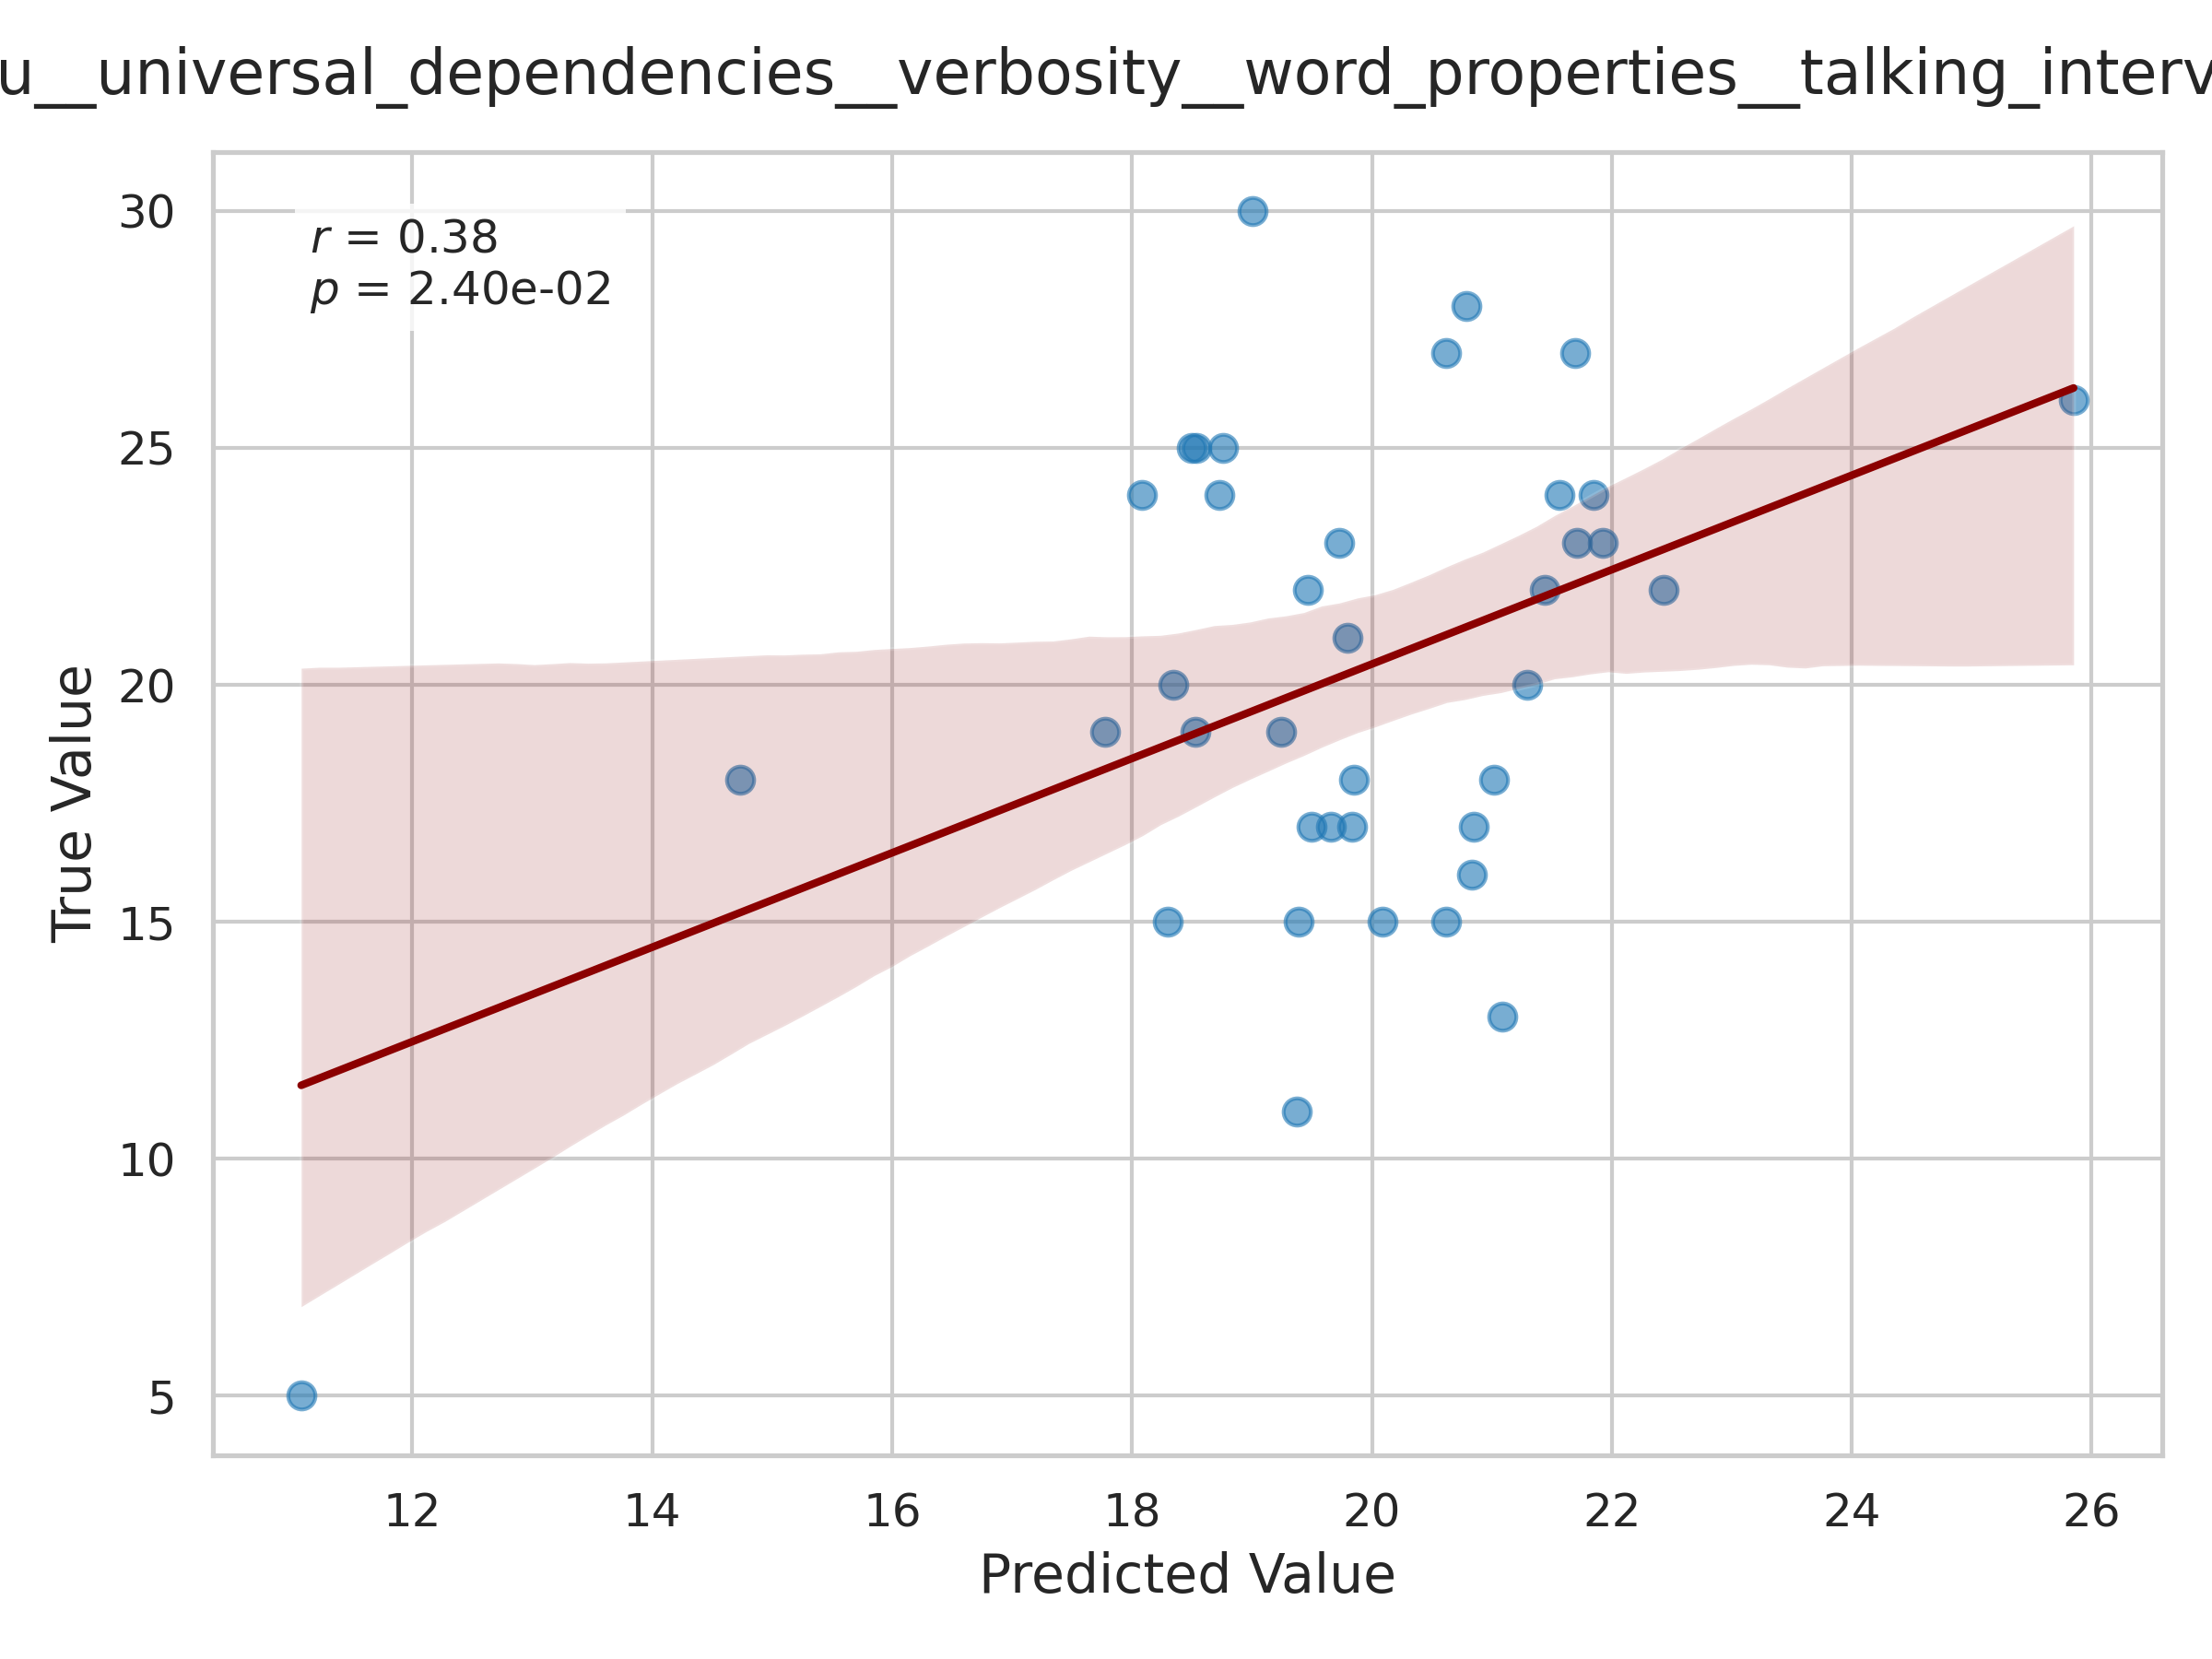 u__universal_dependencies__verbosity__word_properties__talking_interv
r = 0.38
p = 2.40e-02
30
25
20
15
10
5
True Value
12 14 16 18 20 22 24 26
Predicted Value